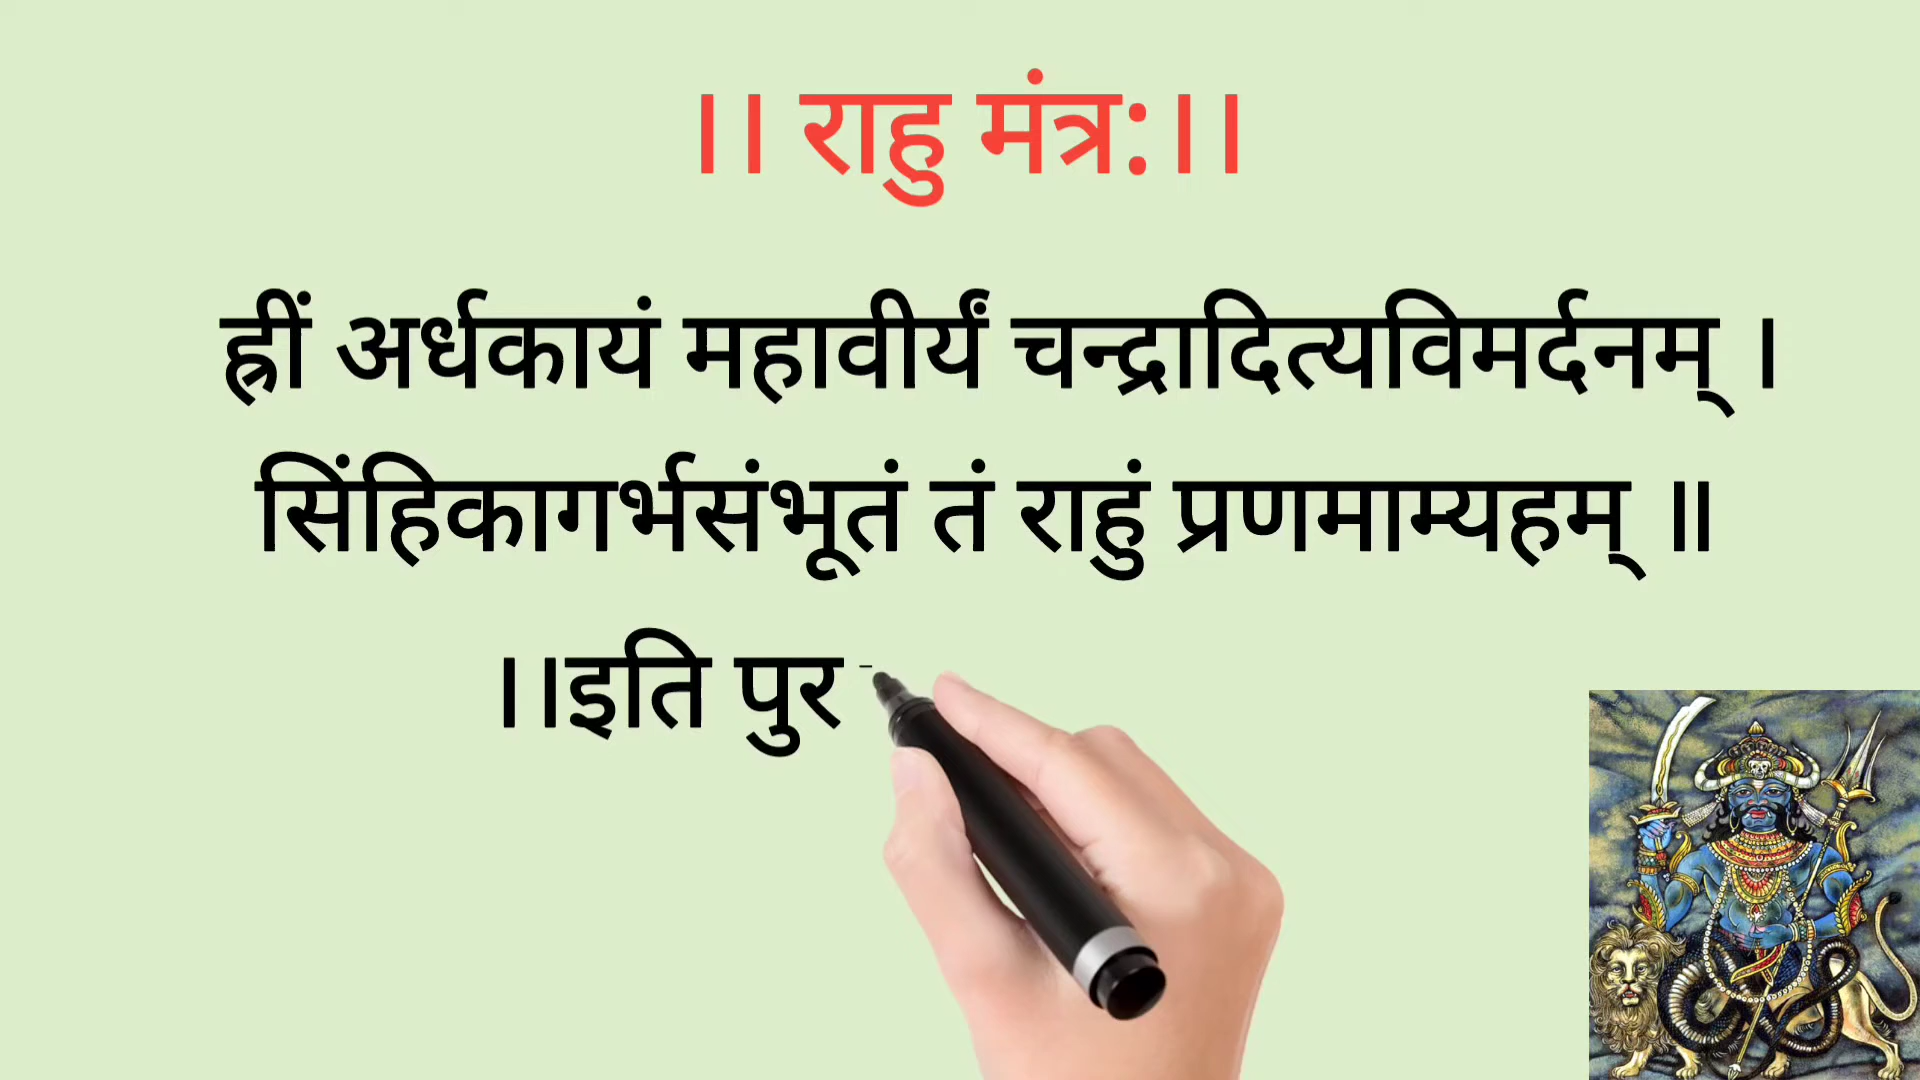 ।। राहु मंत्र:।।
ह्रीं अर्धकायं महावीर्यं चन्द्रादित्यविमर्दनम् ।
सिंहिकागर्भसंभूतं तं राहुं प्रणमाम्यहम् ॥
।।इति पुर